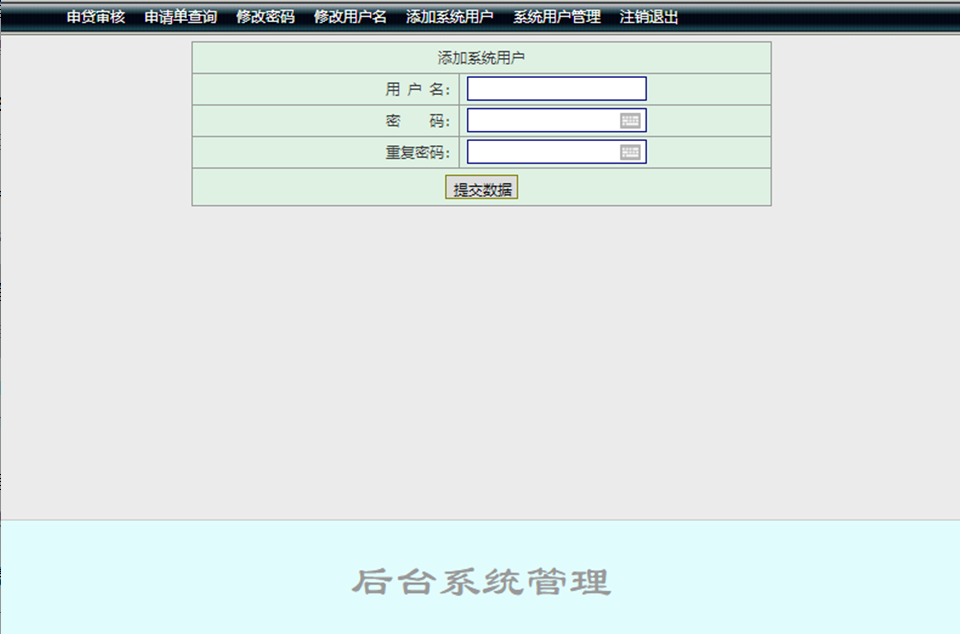 申贷审核 申请单查询 修改密码 修改用户名 添加系统用户 系统用户管理 注销退出
添加系统用户
用 户 名:
密 码:
重复密码:
提交数据
后台系统管理